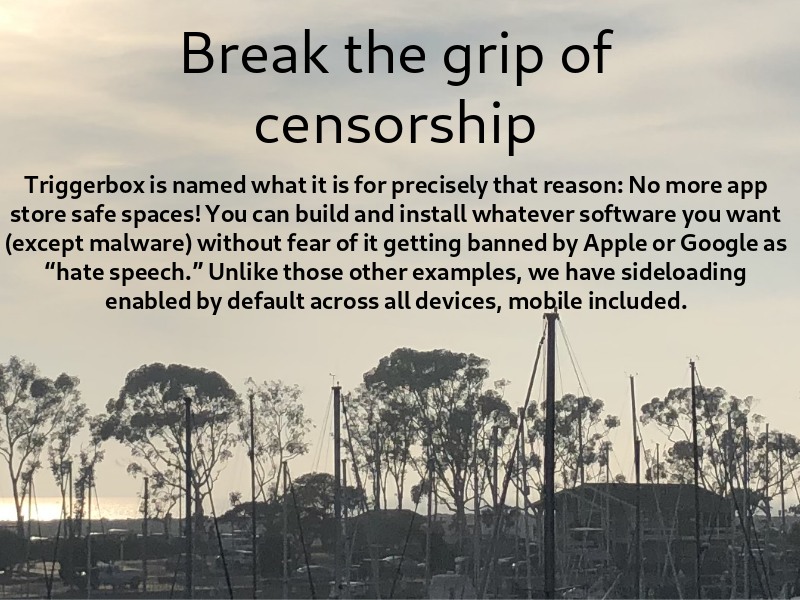 Break the grip of
censorship
Triggerbox is named what it is for precisely that reason: No more app
store safe spaces! You can build and install whatever software you want
(except malware) without fear of it getting banned by Apple or Google as
“hate speech.” Unlike those other examples, we have sideloading
enabled by default across all devices, mobile included.